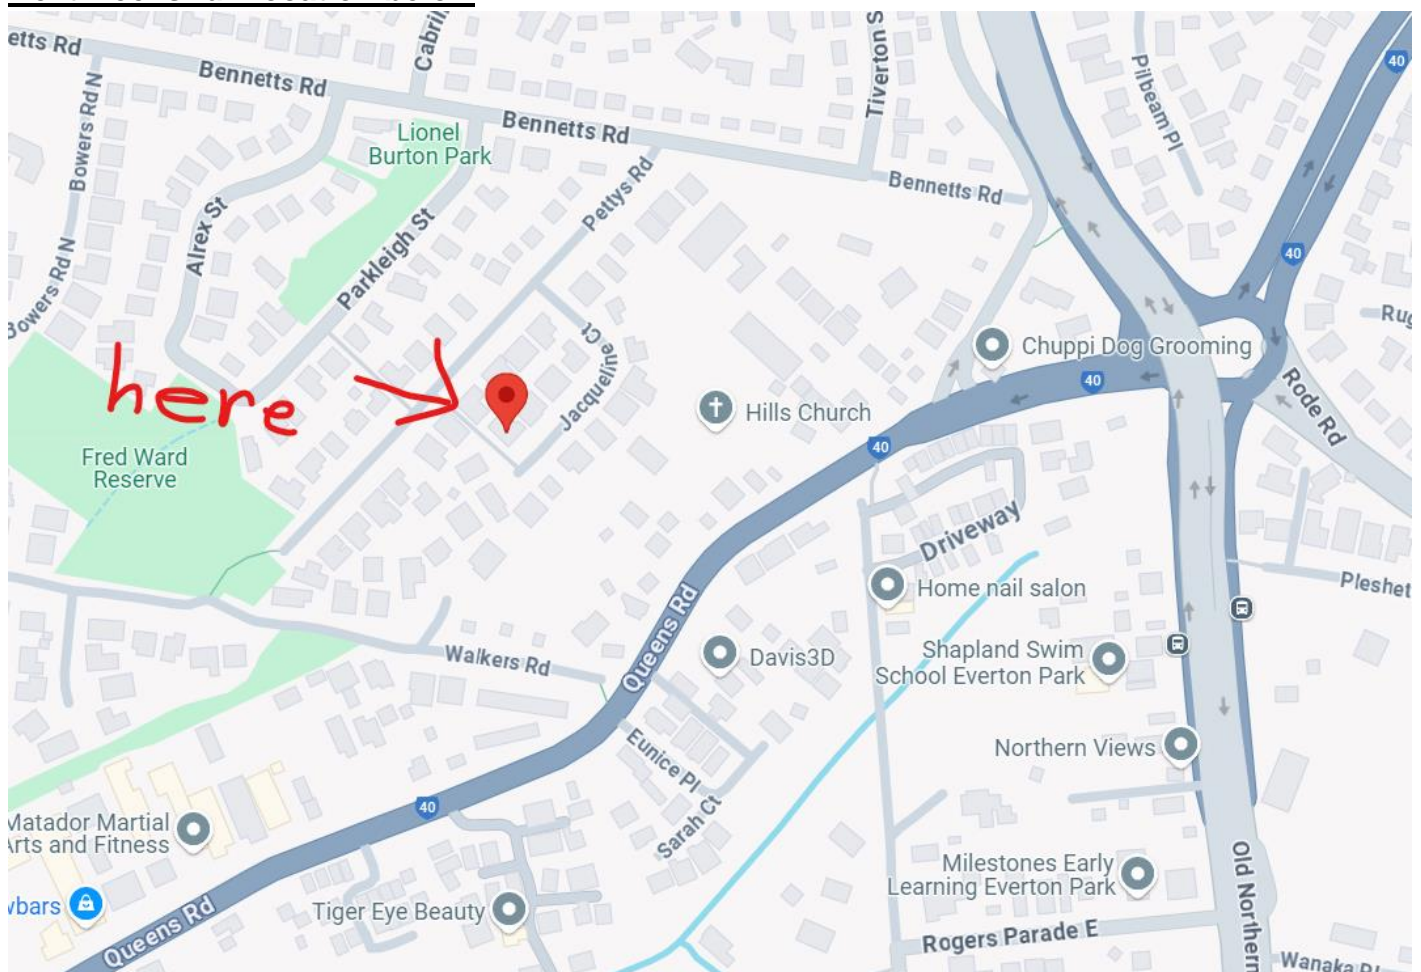 etts Rd
Bennetts Rd
Cabril
Tiverton S
Pilbeam Pl
40
Bowers Rd N
Lionel
Burton Park
Bennetts Rd
Pettys Rd
Bennetts Rd
Alrex St
Parkleigh St
40
Bowers Rd N
Jacqueline Ct
Rug
Chuppi Dog Grooming
40
Rode Rd
here
Hills Church
40
Fred Ward
Reserve
Driveway
Home nail salon
Pleshet
Queens Rd
Walkers Rd
Davis3D
Shapland Swim
School Everton Park
Eunice Pl
Northern Views
Sarah Ct
40
Matador Martial
Arts and Fitness
Milestones Early
Learning Everton Park
Old Northern
wbars
Tiger Eye Beauty
Queens Rd
Rogers Parade E
Wanaka Pl